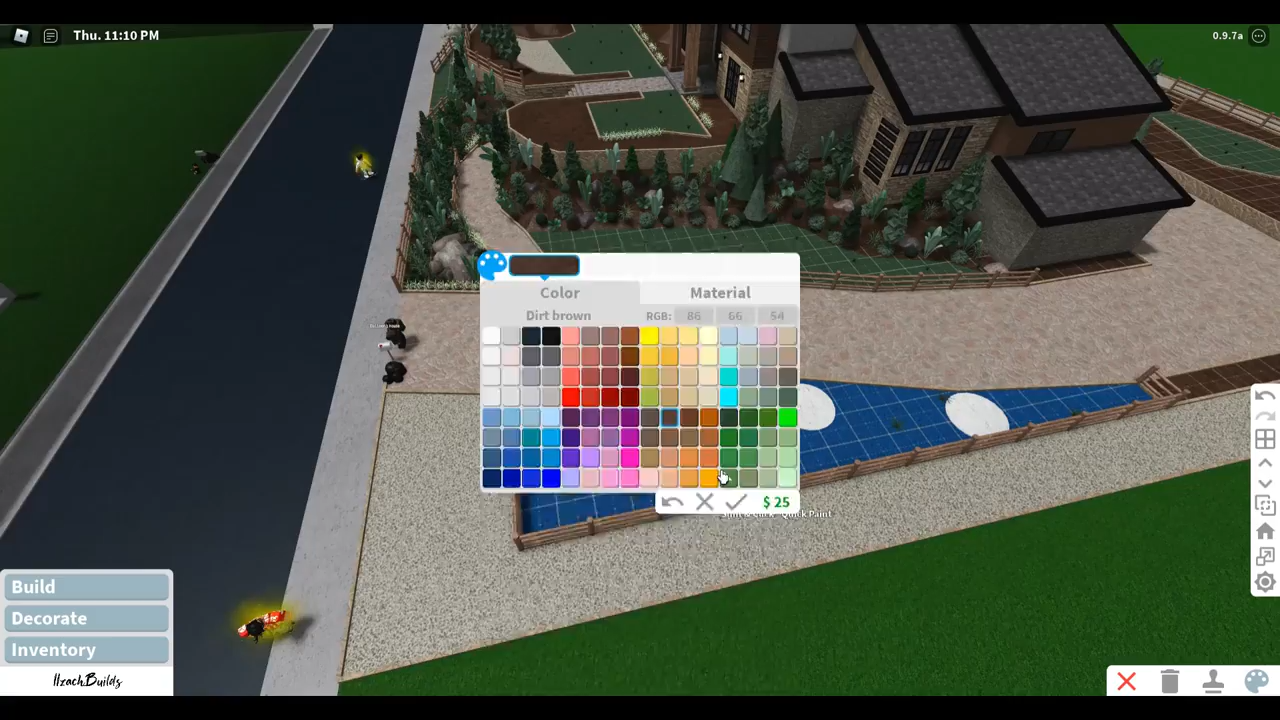 Thu. 11:10 PM
0.9.7a
Color
Material
Dirt brown
RGB: 86 66 54
$ 25
Quick Paint
Build
Decorate
Inventory
IIzachBuilds